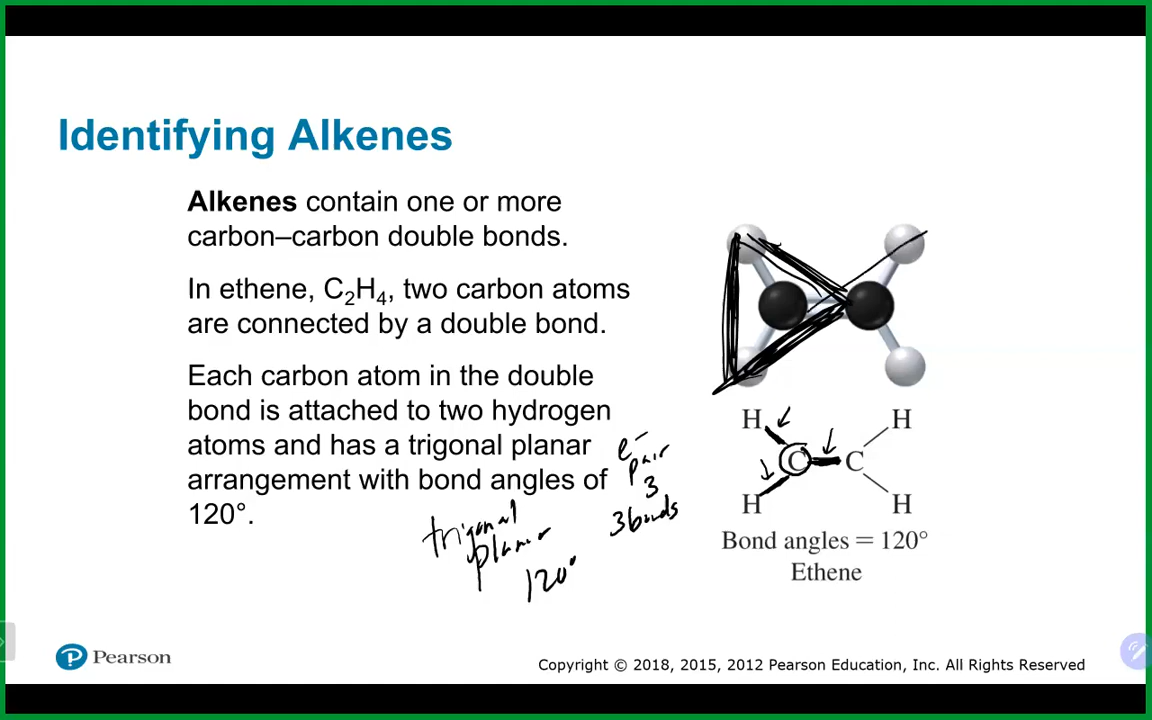 Identifying Alkenes
Alkenes contain one or more
carbon–carbon double bonds.
In ethene, C₂H₄, two carbon atoms
are connected by a double bond.
Each carbon atom in the double
bond is attached to two hydrogen
atoms and has a trigonal planar
arrangement with bond angles of
120°.
e⁻
pair
3
3 bonds
trigonal
planar
120°
H H
C C
H H
Bond angles = 120°
Ethene
P Pearson
Copyright © 2018, 2015, 2012 Pearson Education, Inc. All Rights Reserved